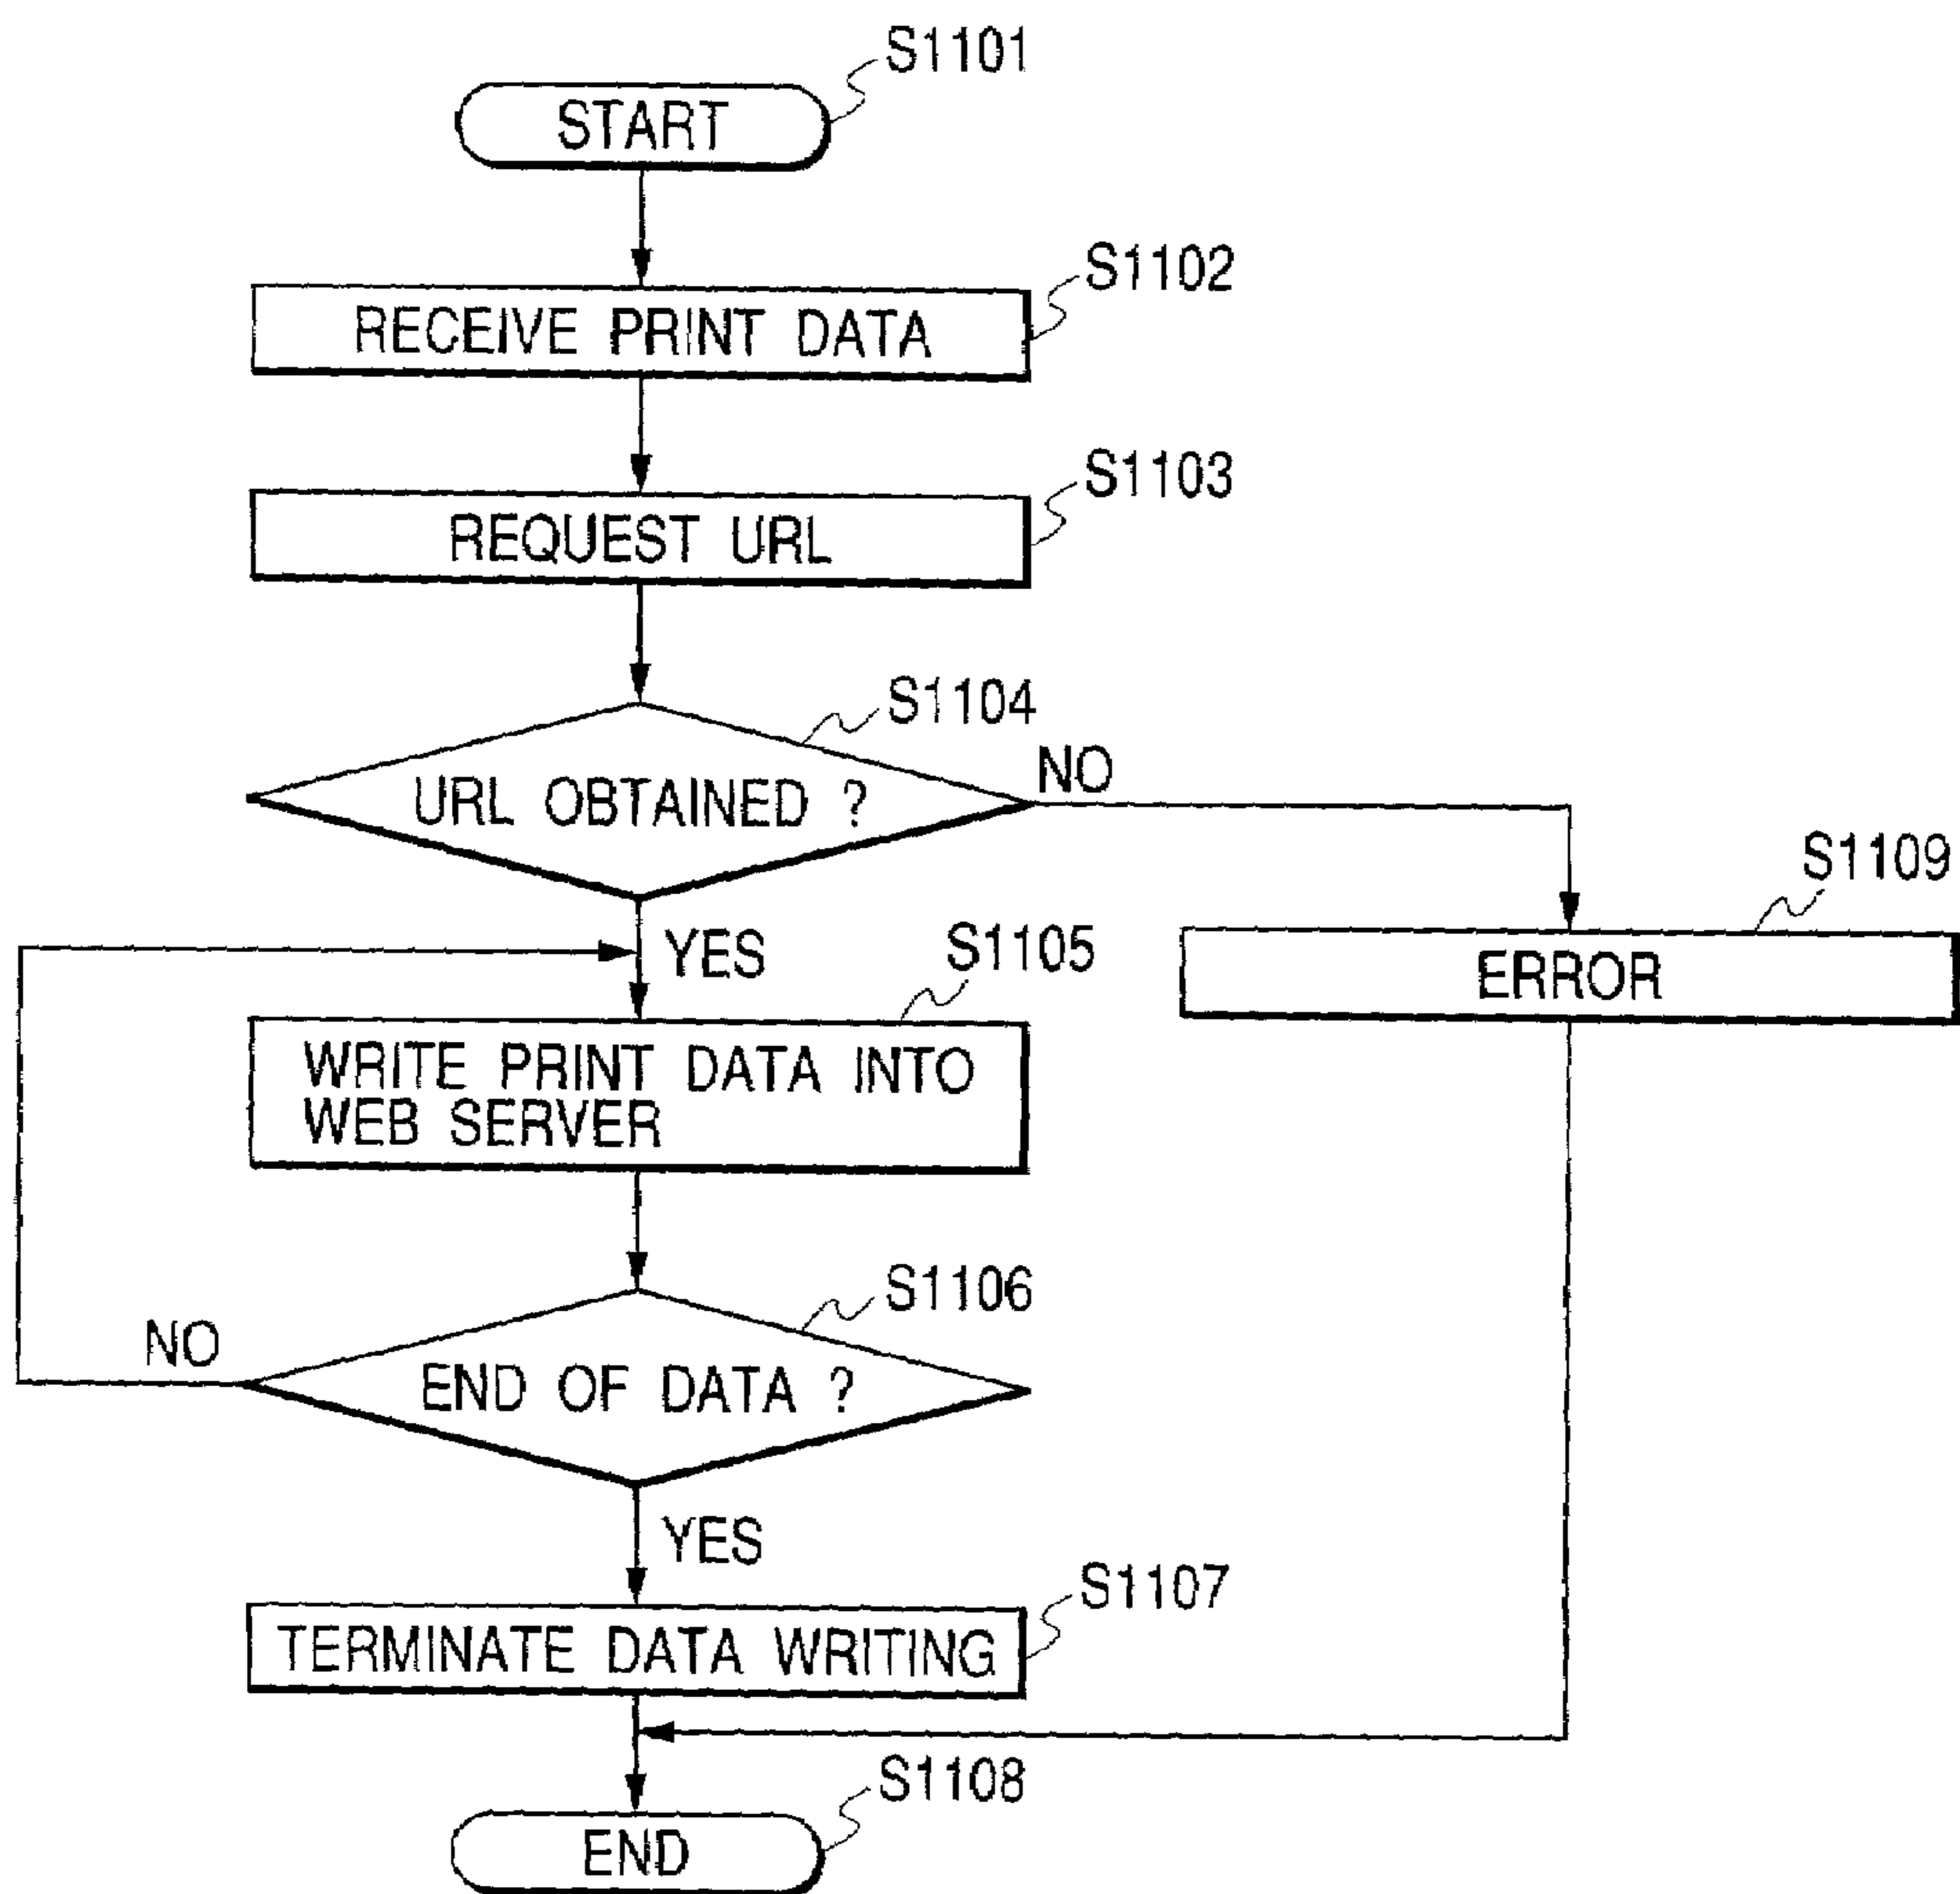 S1101
START
S1102
RECEIVE PRINT DATA
S1103
REQUEST URL
S1104
URL OBTAINED ?
NO
YES
S1109
ERROR
S1105
WRITE PRINT DATA INTO
WEB SERVER
S1106
END OF DATA ?
NO
YES
S1107
TERMINATE DATA WRITING
S1108
END